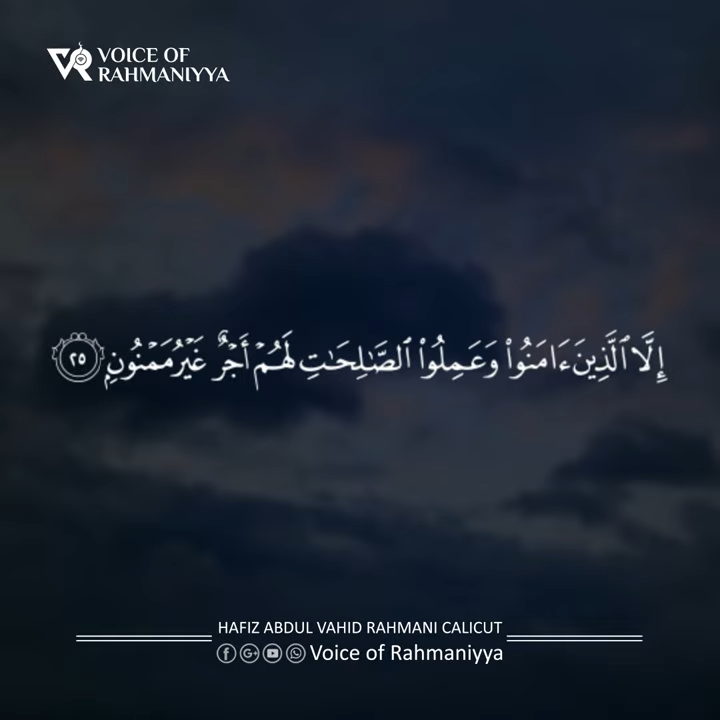 VOICE OF
RAHMANIYYA
إِلَّا ٱلَّذِينَ ءَامَنُوا۟ وَعَمِلُوا۟ ٱلصَّٰلِحَٰتِ لَهُمْ أَجْرٌ غَيْرُ مَمْنُونٍۭ ٢٥
HAFIZ ABDUL VAHID RAHMANI CALICUT
Voice of Rahmaniyya